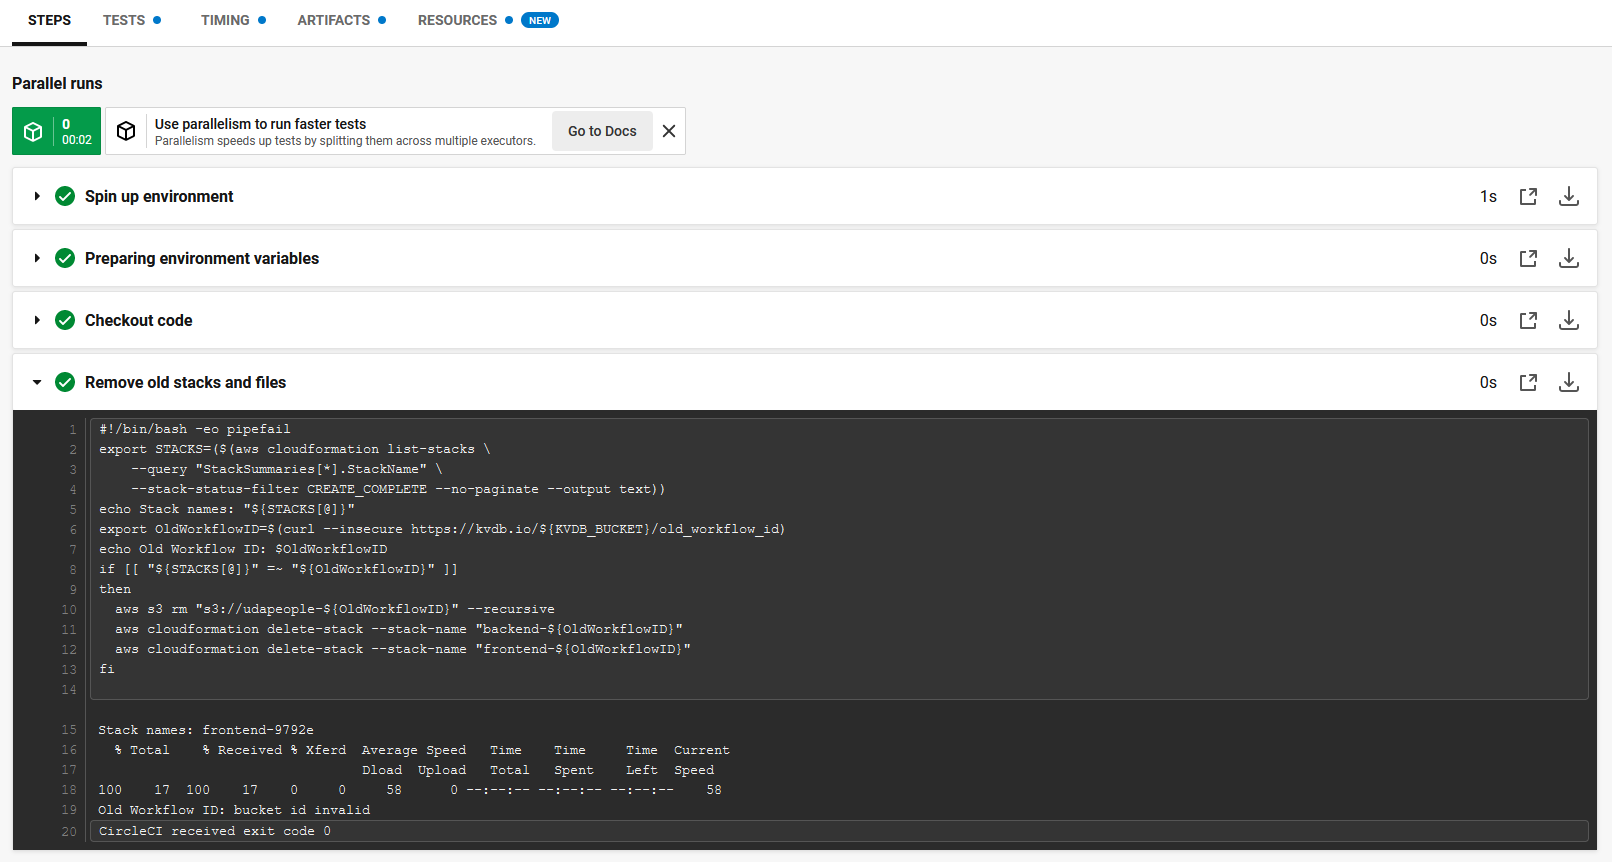 STEPS TESTS TIMING ARTIFACTS RESOURCES NEW
Parallel runs
0
00:02
Use parallelism to run faster tests
Parallelism speeds up tests by splitting them across multiple executors.
Go to Docs
Spin up environment 1s
Preparing environment variables 0s
Checkout code 0s
Remove old stacks and files 0s
1 #!/bin/bash -eo pipefail
2 export STACKS=($(aws cloudformation list-stacks \
3     --query "StackSummaries[*].StackName" \
4     --stack-status-filter CREATE_COMPLETE --no-paginate --output text))
5 echo Stack names: "${STACKS[@]}"
6 export OldWorkflowID=$(curl --insecure https://kvdb.io/${KVDB_BUCKET}/old_workflow_id)
7 echo Old Workflow ID: $OldWorkflowID
8 if [[ "${STACKS[@]}" =~ "${OldWorkflowID}" ]]
9 then
10   aws s3 rm "s3://udapeople-${OldWorkflowID}" --recursive
11   aws cloudformation delete-stack --stack-name "backend-${OldWorkflowID}"
12   aws cloudformation delete-stack --stack-name "frontend-${OldWorkflowID}"
13 fi
14
15 Stack names: frontend-9792e
16   % Total    % Received % Xferd  Average Speed   Time    Time     Time  Current
17                                  Dload  Upload   Total   Spent    Left  Speed
18 100    17  100    17    0     0     58      0 --:--:-- --:--:-- --:--:--    58
19 Old Workflow ID: bucket id invalid
20 CircleCI received exit code 0